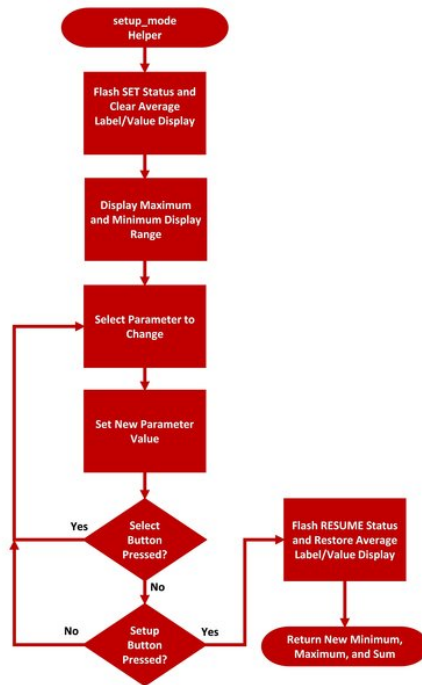 setup_mode
Helper
Flash SET Status and
Clear Average
Label/Value Display
Display Maximum
and Minimum Display
Range
Select Parameter to
Change
Set New Parameter
Value
Yes
Select
Button
Pressed?
No
Flash RESUME Status
and Restore Average
Label/Value Display
No
Setup
Button
Pressed?
Yes
Return New Minimum,
Maximum, and Sum